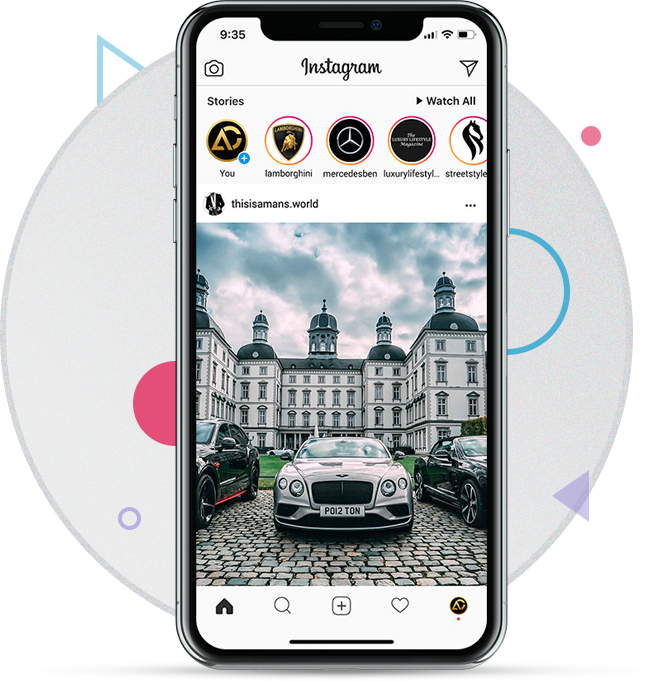 9:35
Instagram
Stories
Watch All
LAMBORGHINI
The
LUXURY LIFESTYLE
Magazine
You
lamborghini
mercedesben
luxurylifestyl...
streetstyle
thisisamans.world
PO12 TON